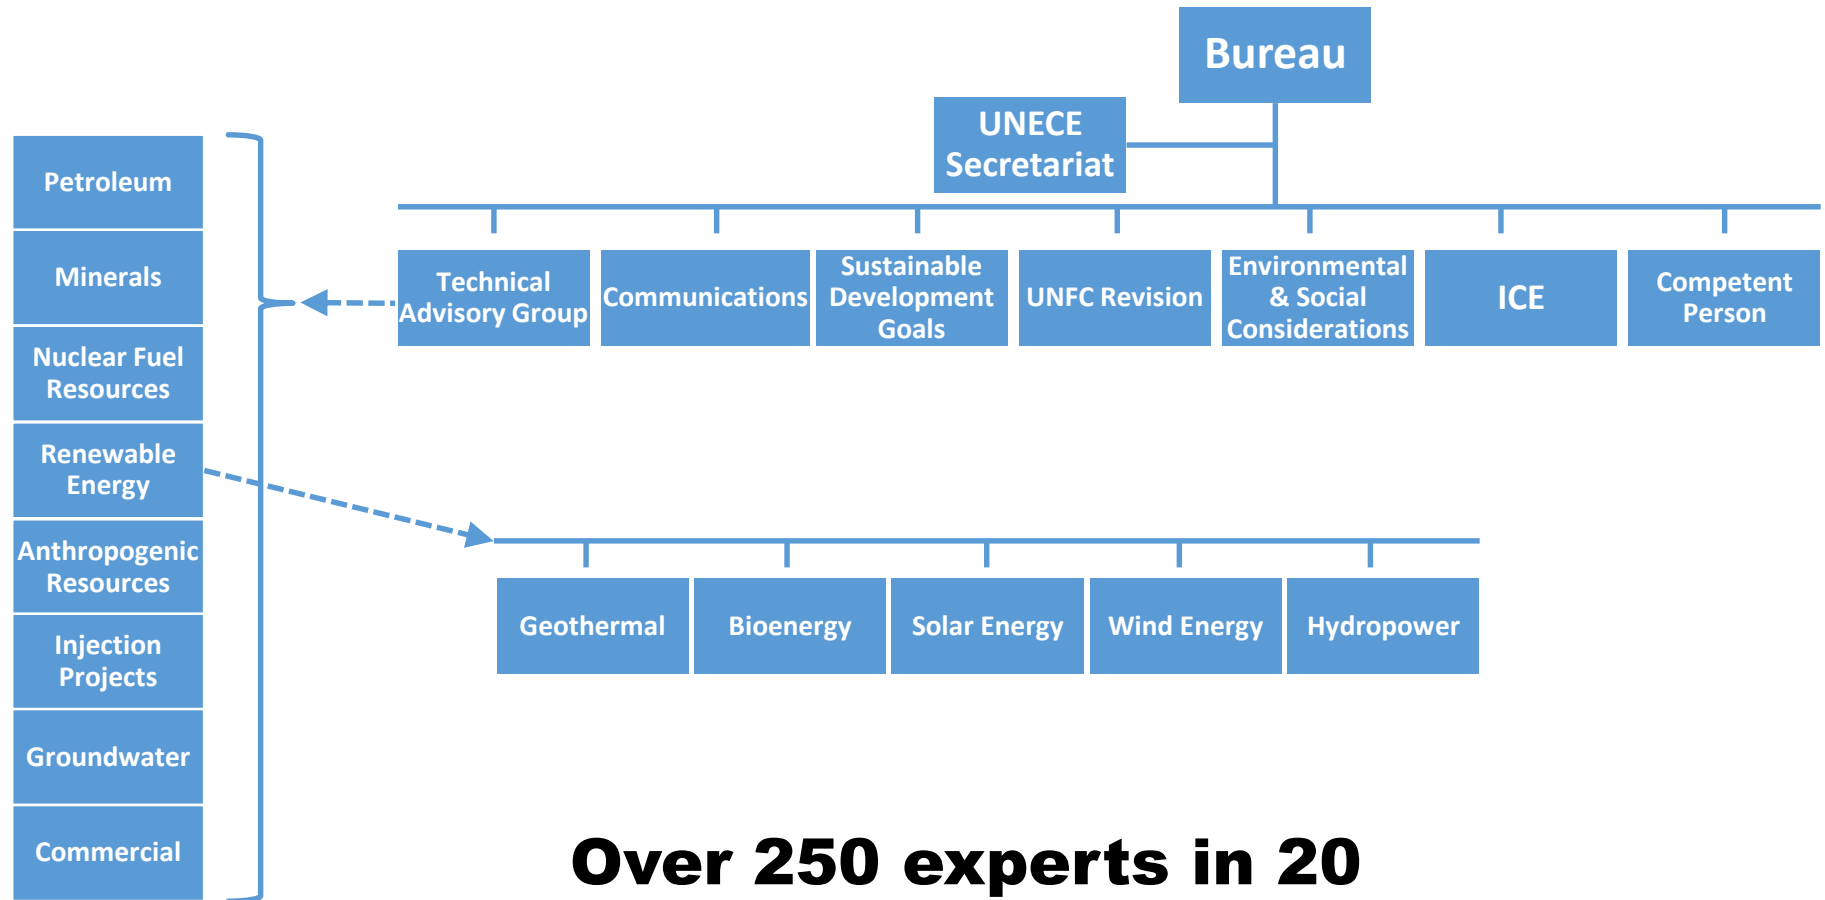 Bureau
UNECE
Secretariat
Petroleum
Minerals
Nuclear Fuel
Resources
Renewable
Energy
Anthropogenic
Resources
Injection
Projects
Groundwater
Commercial
Technical
Advisory Group
Communications
Sustainable
Development
Goals
UNFC Revision
Environmental
& Social
Considerations
ICE
Competent
Person
Geothermal
Bioenergy
Solar Energy
Wind Energy
Hydropower
Over 250 experts in 20